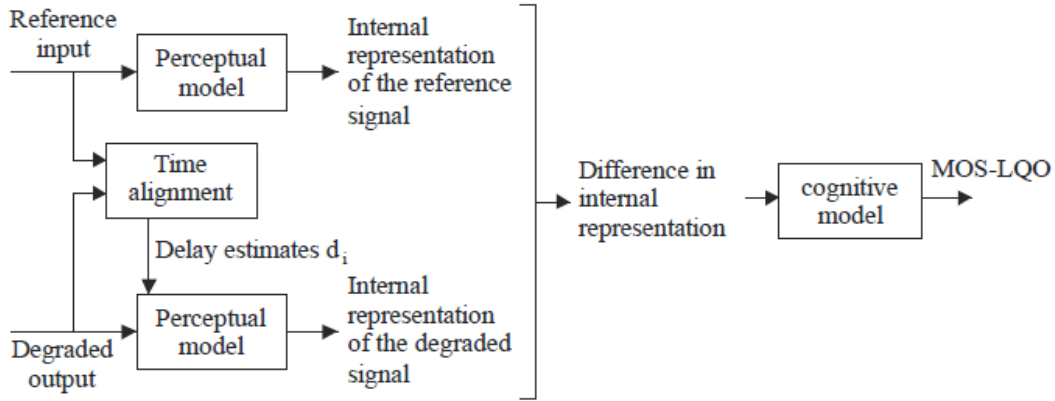 Reference
input
Perceptual
model
Internal
representation
of the reference
signal
Time
alignment
Delay estimates d i
Degraded
output
Perceptual
model
Internal
representation
of the degraded
signal
Difference in
internal
representation
cognitive
model
MOS-LQO